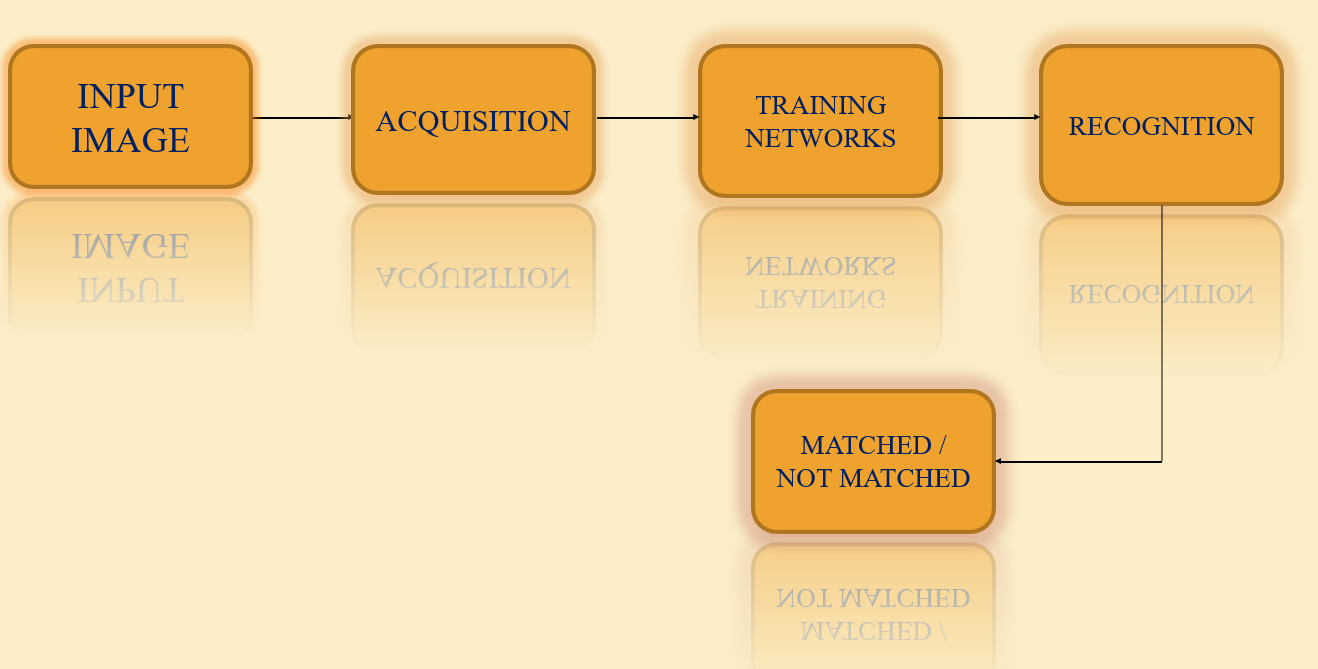 INPUT
IMAGE
ACQUISITION
TRAINING
NETWORKS
RECOGNITION
MATCHED /
NOT MATCHED